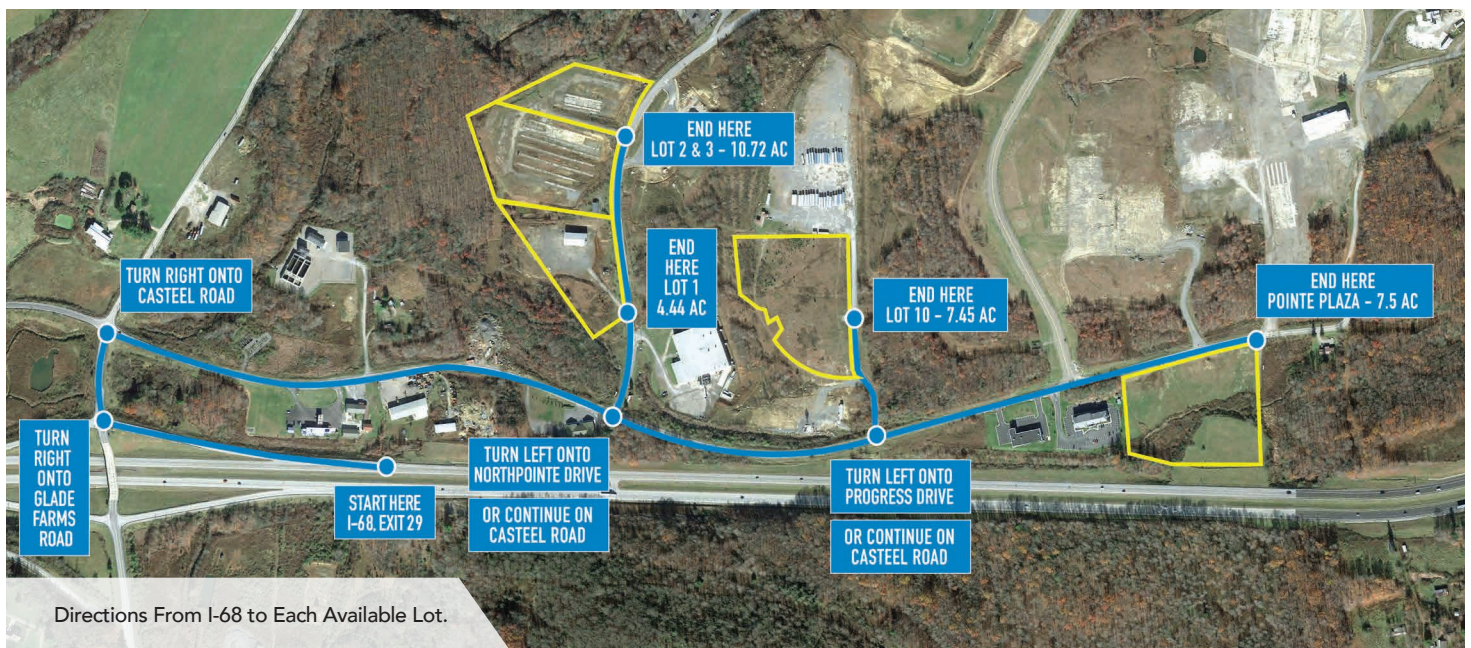 END HERE
LOT 2 & 3 – 10.72 AC
TURN RIGHT ONTO
CASTEEL ROAD
END
HERE
LOT 1
4.44 AC
END HERE
LOT 10 – 7.45 AC
END HERE
POINTE PLAZA – 7.5 AC
TURN
RIGHT
ONTO
GLADE
FARMS
ROAD
START HERE
I-68, EXIT 29
TURN LEFT ONTO
NORTHPOINTE DRIVE
OR CONTINUE ON
CASTEEL ROAD
TURN LEFT ONTO
PROGRESS DRIVE
OR CONTINUE ON
CASTEEL ROAD
Directions From I-68 to Each Available Lot.